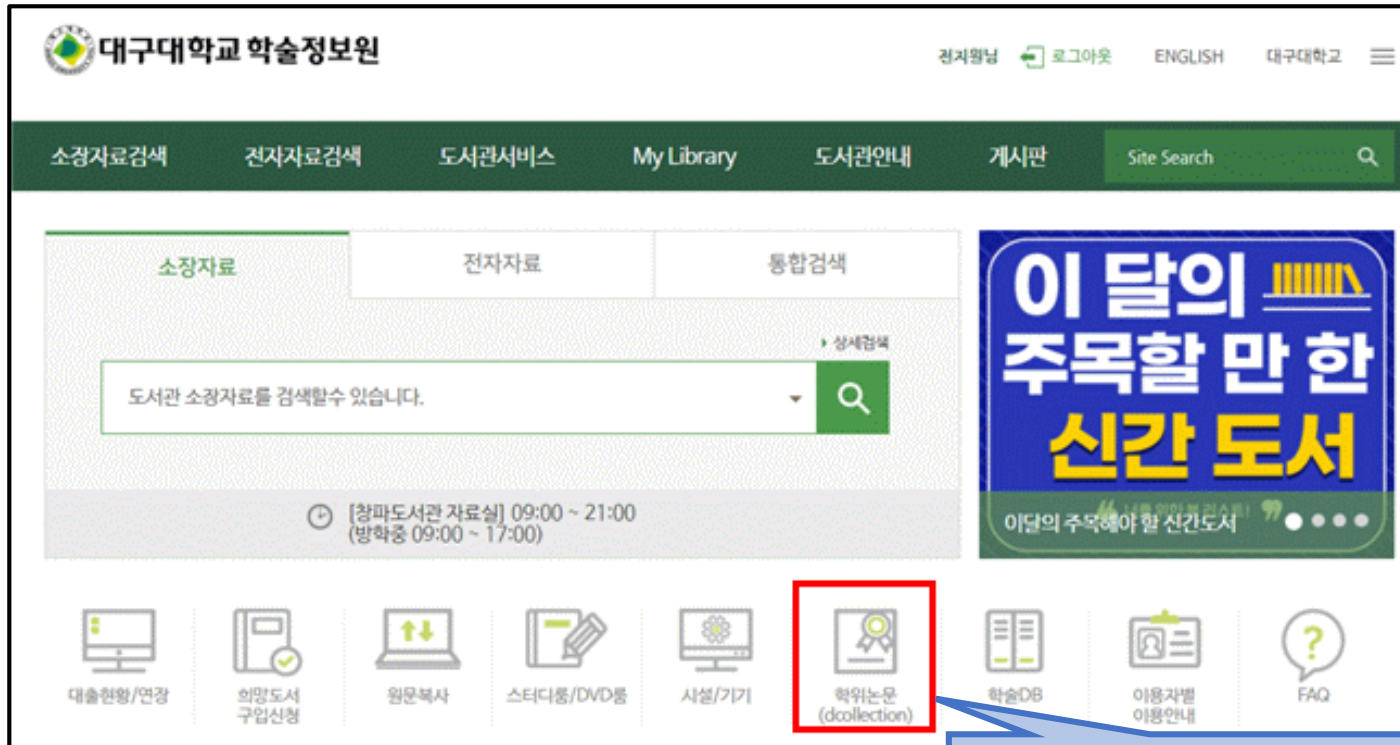 대구대학교 학술정보원
전지원님 로그아웃 ENGLISH 대구대학교
소장자료검색 전자자료검색 도서관서비스 My Library 도서관안내 게시판 Site Search
소장자료 전자자료 통합검색
상세검색
도서관 소장자료를 검색할수 있습니다.
[창파도서관 자료실] 09:00 ~ 21:00
(방학중 09:00 ~ 17:00)
이 달의
주목할 만 한
신간 도서
이달의 주목해야 할 신간도서
대출현황/연장
희망도서
구입신청
원문복사
스터디룸/DVD룸
시설/기기
학위논문
(dcollection)
학술DB
이용자별
이용안내
FAQ